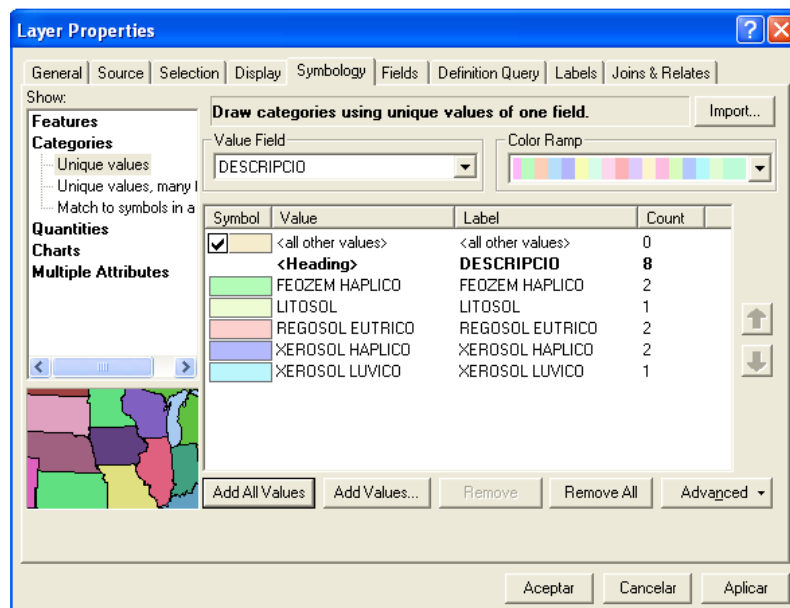 Layer Properties
General Source Selection Display Symbology Fields Definition Query Labels Joins & Relates
Show:
Features
Categories
Unique values
Unique values, many
Match to symbols in a
Quantities
Charts
Multiple Attributes
Draw categories using unique values of one field.
Import...
Value Field
DESCRIPCIO
Color Ramp
Symbol Value Label Count
<all other values> <all other values> 0
<Heading> DESCRIPCIO 8
FEOZEM HAPLICO FEOZEM HAPLICO 2
LITOSOL LITOSOL 1
REGOSOL EUTRICO REGOSOL EUTRICO 2
XEROSOL HAPLICO XEROSOL HAPLICO 2
XEROSOL LUVICO XEROSOL LUVICO 1
Add All Values Add Values... Remove Remove All Advanced
Aceptar Cancelar Aplicar